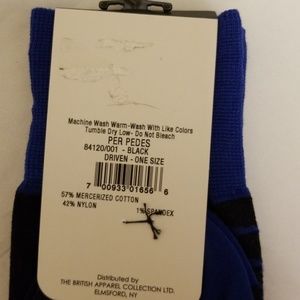 Machine Wash Warm-Wash With Like Colors
Tumble Dry Low- Do Not Bleach
PER PEDES
84120/001 - BLACK
DRIVEN - ONE SIZE
7 00933 01656 6
57% MERCERIZED COTTON
42% NYLON 1% SPANDEX
Distributed by
THE BRITISH APPAREL COLLECTION LTD.
ELMSFORD, NY